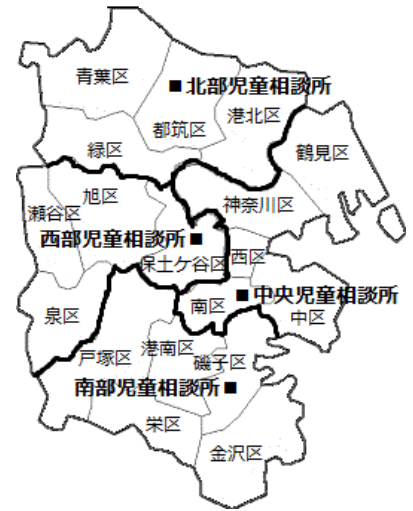 青葉区
■北部児童相談所
港北区
都筑区
鶴見区
緑区
旭区
神奈川区
瀬谷区
西部児童相談所■
西区
保土ケ谷区
■中央児童相談所
南区
中区
泉区
港南区
戸塚区
磯子区
南部児童相談所■
栄区
金沢区